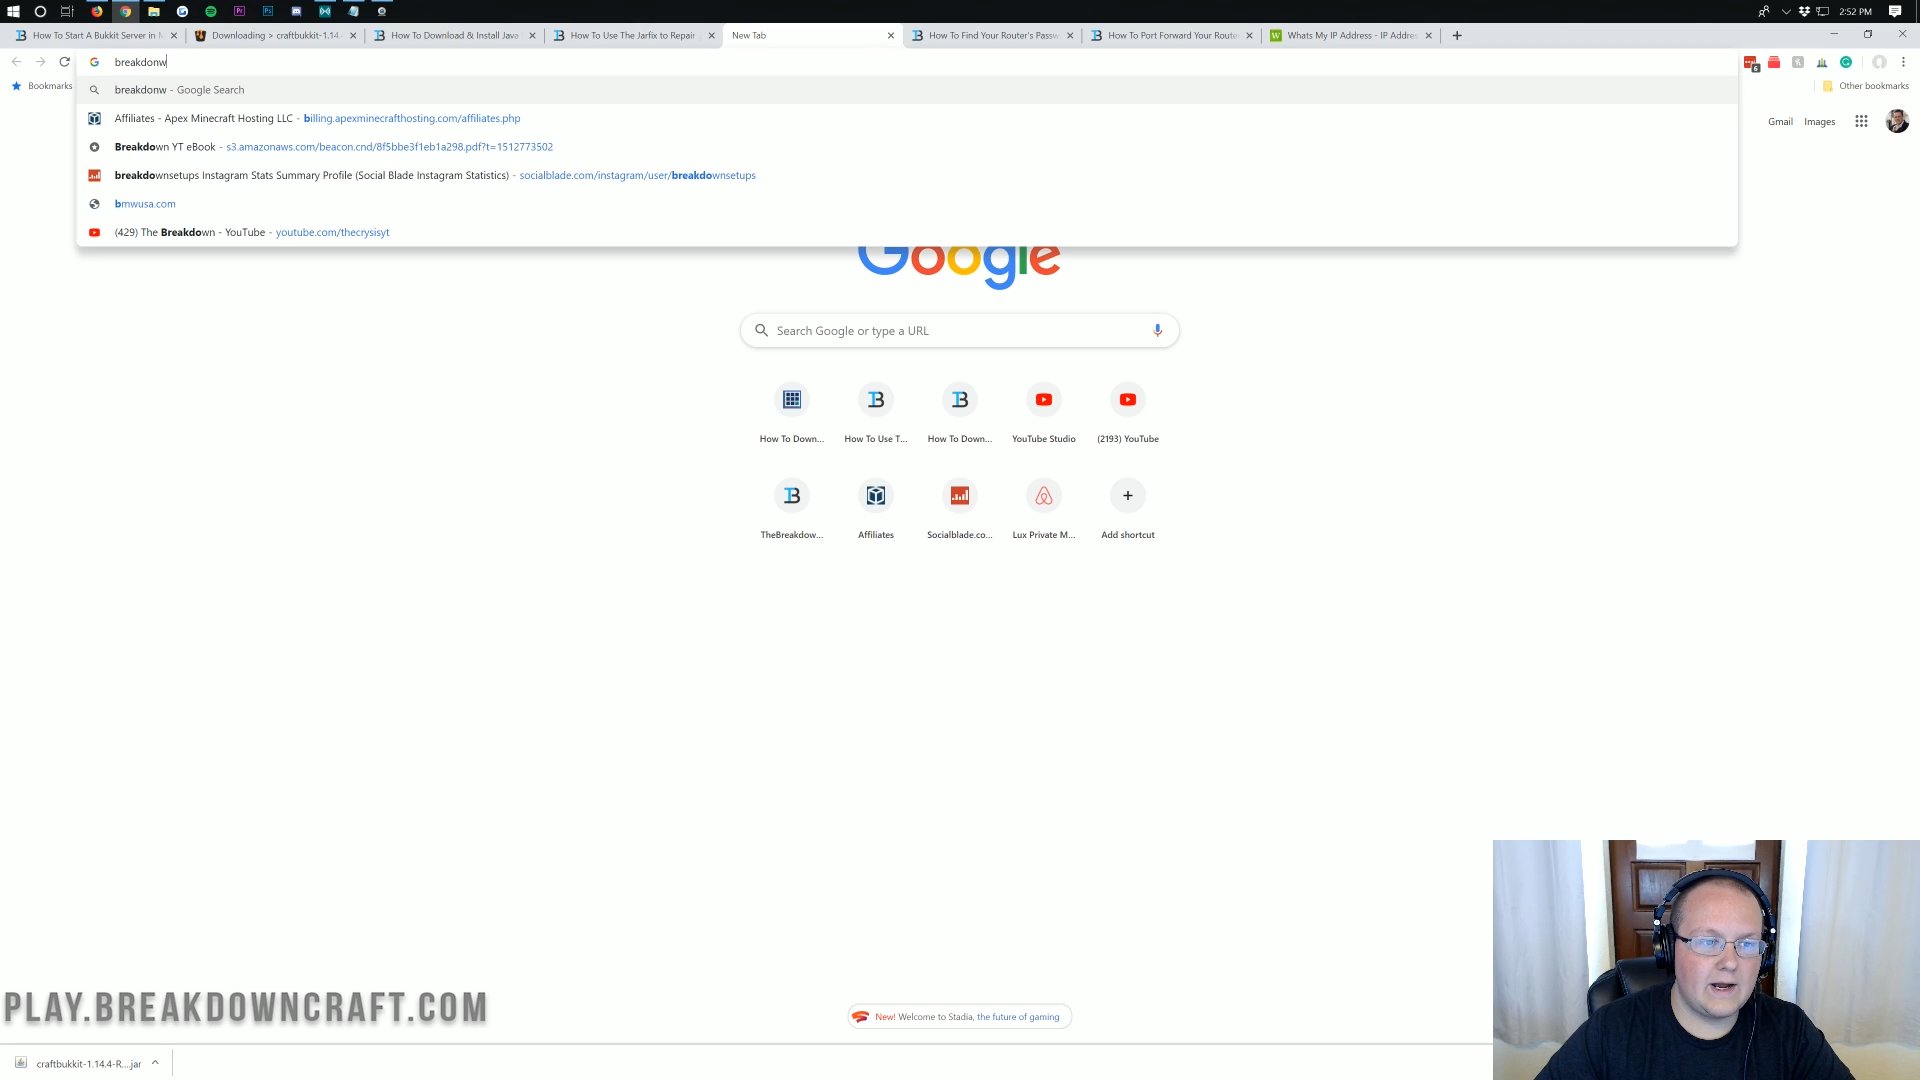 2:52 PM
How To Start A Bukkit Server in M
Downloading > craftbukkit-1.14.
How To Download & Install Java
How To Use The Jarfix to Repair
New Tab
How To Find Your Router's Passw
How To Port Forward Your Route
Whats My IP Address - IP Addres
breakdonw
6
Bookmarks
Other bookmarks
breakdonw - Google Search
Affiliates - Apex Minecraft Hosting LLC - billing.apexminecrafthosting.com/affiliates.php
Breakdown YT eBook - s3.amazonaws.com/beacon.cnd/8f5bbe3f1eb1a298.pdf?t=1512773502
breakdownsetups Instagram Stats Summary Profile (Social Blade Instagram Statistics) - socialblade.com/instagram/user/breakdownsetups
bmwusa.com
(429) The Breakdown - YouTube - youtube.com/thecrysisyt
Gmail Images
Google
Search Google or type a URL
How To Down... How To Use T... How To Down... YouTube Studio (2193) YouTube
TheBreakdow... Affiliates Socialblade.co... Lux Private M... Add shortcut
PLAY.BREAKDOWNCRAFT.COM
New! Welcome to Stadia, the future of gaming
craftbukkit-1.14.4-R....jar